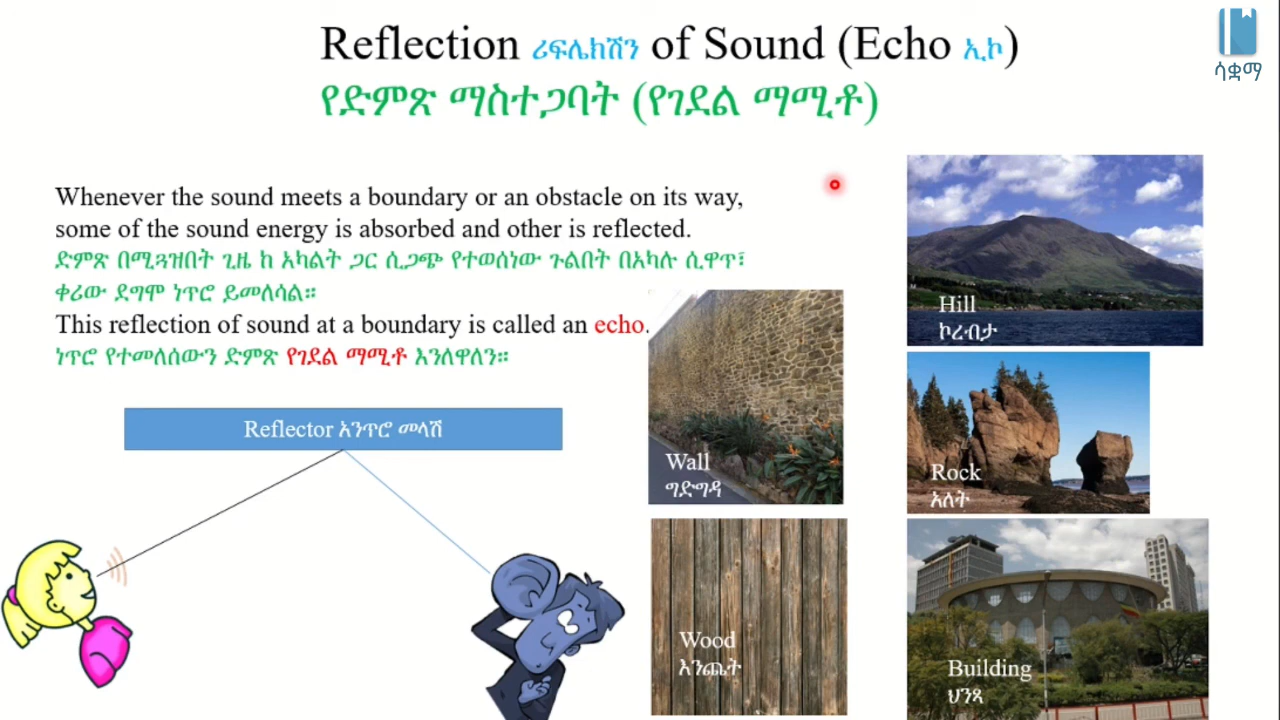 Reflection ሪፍሌክሽን of Sound (Echo ኢኮ)
የድምጽ ማስተጋባት (የገደል ማሚቶ)
ሳቋማ
Whenever the sound meets a boundary or an obstacle on its way,
some of the sound energy is absorbed and other is reflected.
ድምጽ በሚጓዝበት ጊዜ ከ አካልት ጋር ሲጋጭ የተወሰነው ጉልበት በአካሉ ሲዋጥ፣
ቀሪው ደግሞ ነጥሮ ይመለሳል።
This reflection of sound at a boundary is called an echo.
ነጥሮ የተመለሰውን ድምጽ የገደል ማሚቶ እንለዋለን።
Reflector አንጥሮ መላሽ
Wall
ግድግዳ
Wood
እንጨት
Hill
ኮረብታ
Rock
አለት
Building
ህንጻ